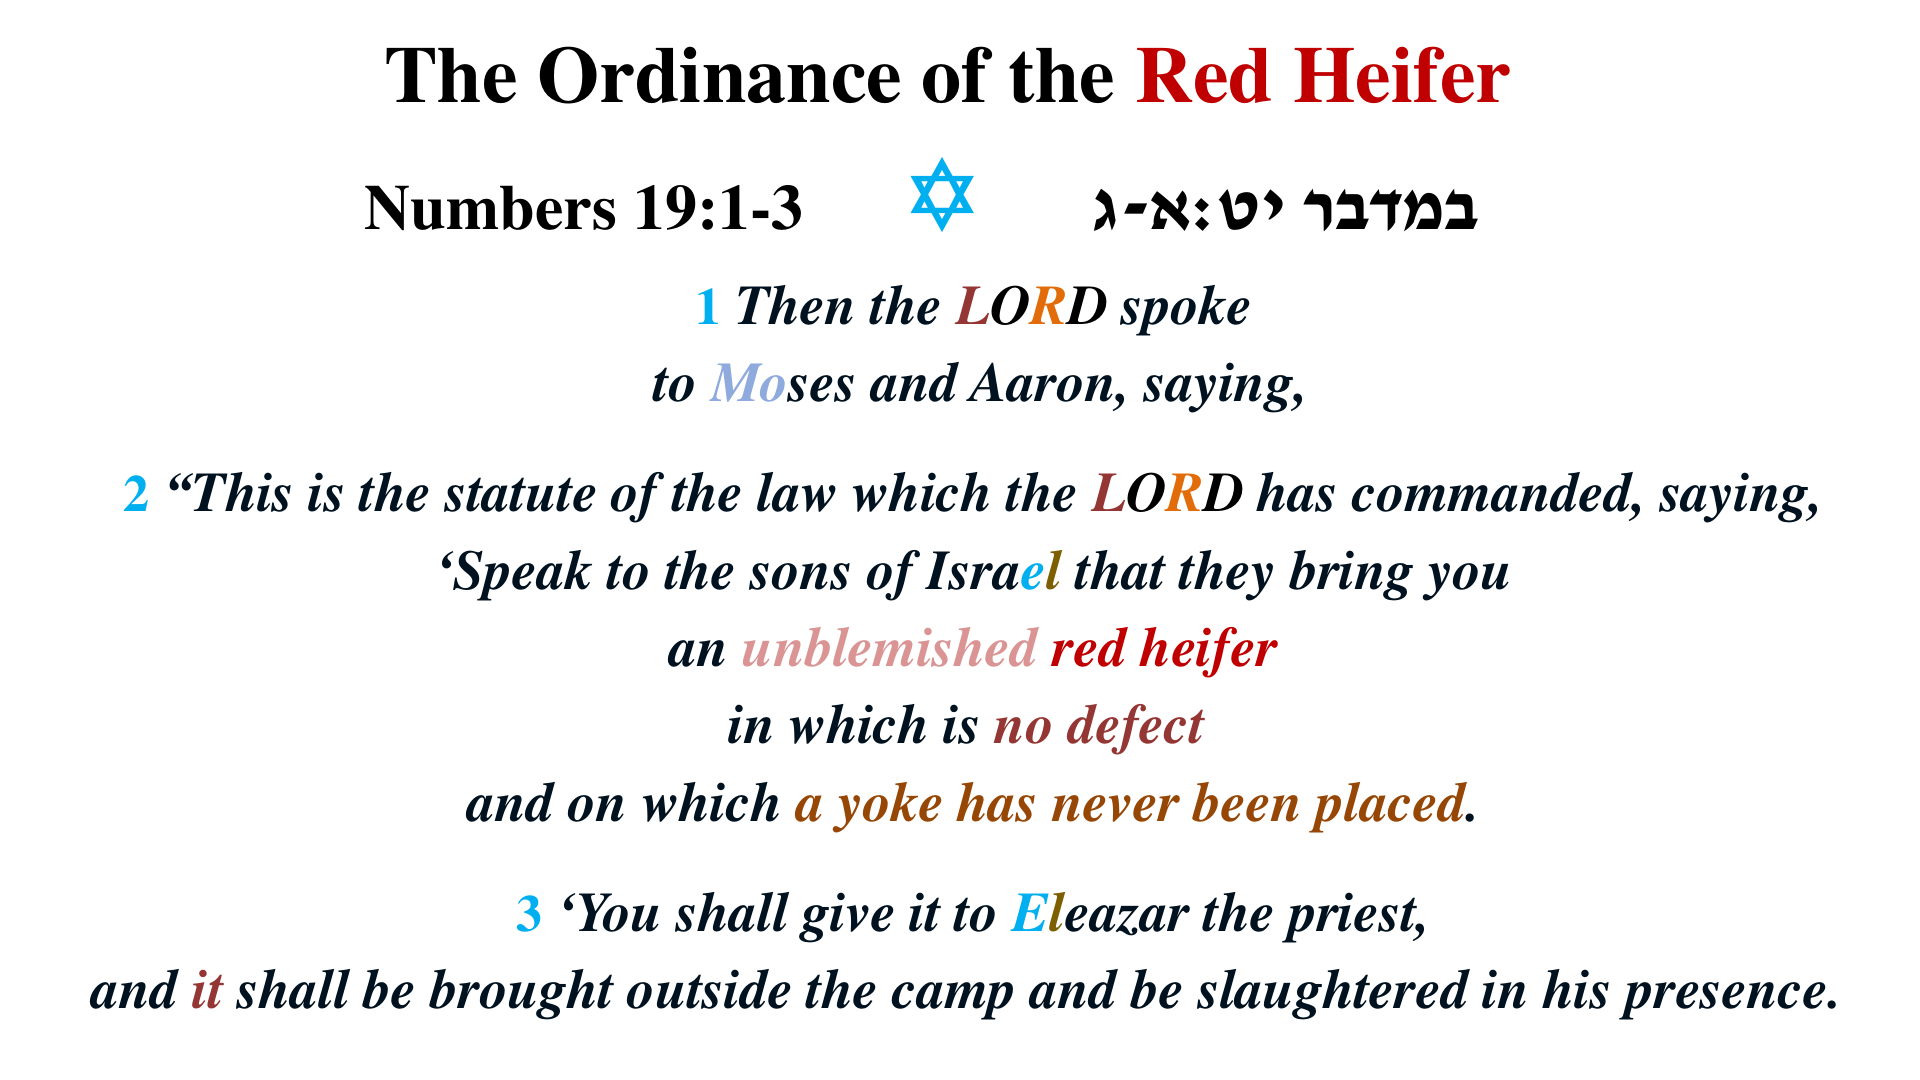 The Ordinance of the Red Heifer
Numbers 19:1-3 ✡ במדבר יט:א-ג
1 Then the LORD spoke
to Moses and Aaron, saying,
2 “This is the statute of the law which the LORD has commanded, saying,
‘Speak to the sons of Israel that they bring you
an unblemished red heifer
in which is no defect
and on which a yoke has never been placed.
3 ‘You shall give it to Eleazar the priest,
and it shall be brought outside the camp and be slaughtered in his presence.